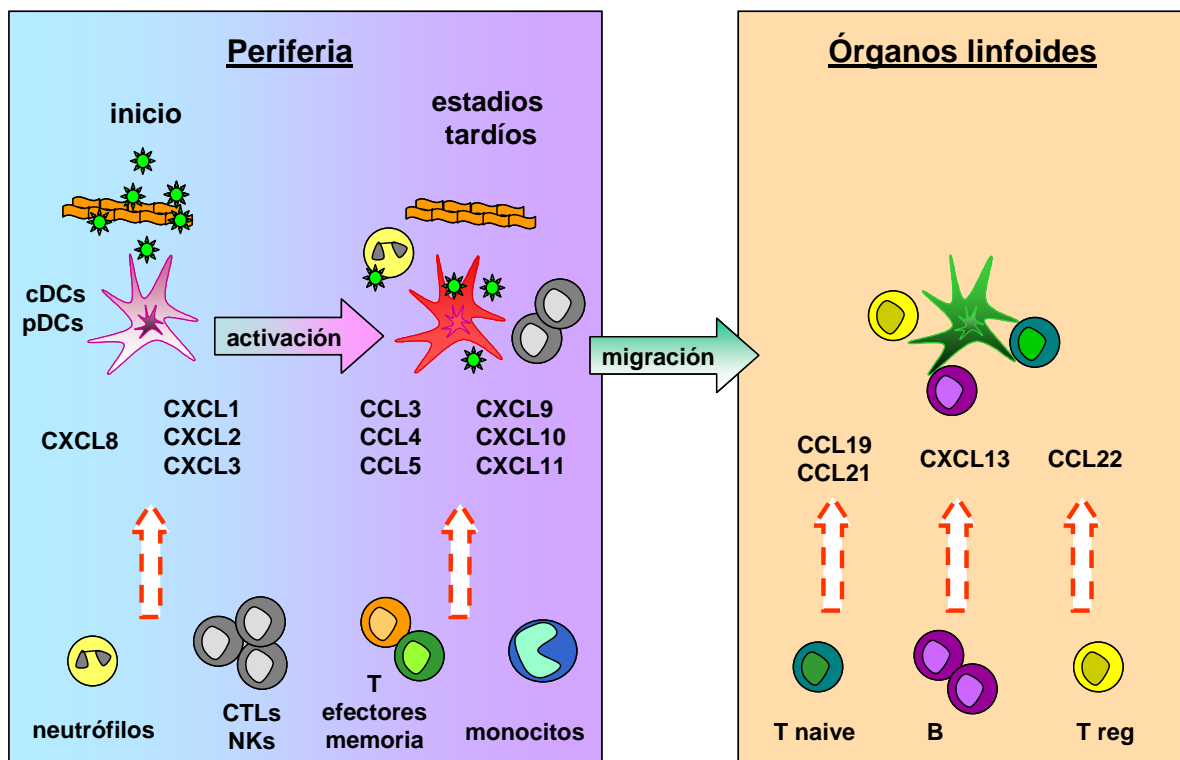 Periferia
inicio
estadios
tardíos
cDCs
pDCs
activación
CXCL8
CXCL1
CXCL2
CXCL3
CCL3
CCL4
CCL5
CXCL9
CXCL10
CXCL11
neutrófilos
CTLs
NKs
T
efectores
memoria
monocitos
migración
Órganos linfoides
CCL19
CCL21
CXCL13
CCL22
T naive
B
T reg